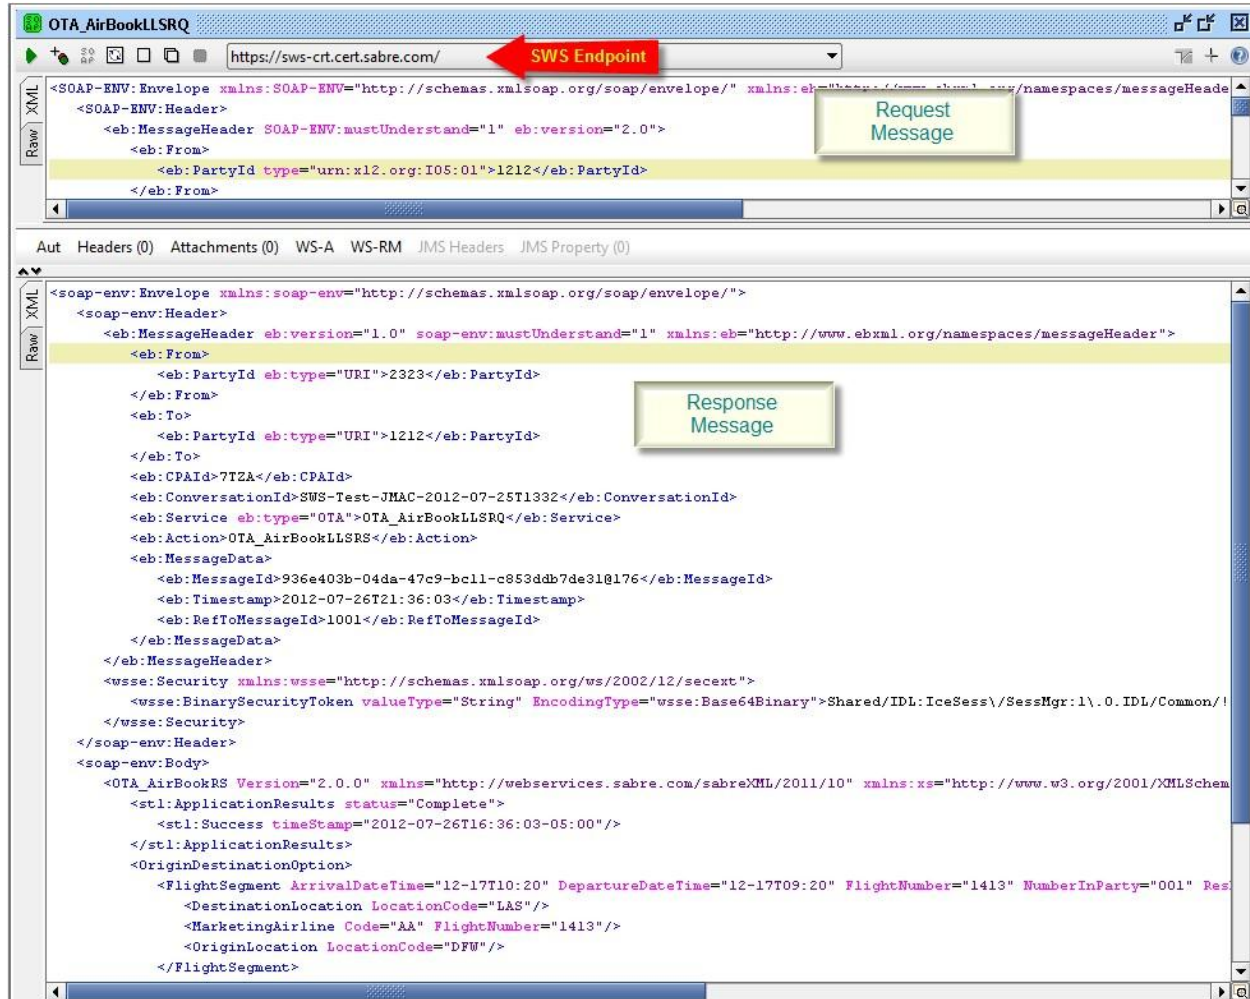 OTA_AirBookLLSRQ
https://sws-crt.cert.sabre.com/
SWS Endpoint
XML
Raw
<SOAP-ENV:Envelope xmlns:SOAP-ENV="http://schemas.xmlsoap.org/soap/envelope/" xmlns:eb="http://www.ebxml.org/namespaces/messageHeade
<SOAP-ENV:Header>
<eb:MessageHeader SOAP-ENV:mustUnderstand="1" eb:version="2.0">
<eb:From>
<eb:PartyId type="urn:x12.org:I05:01">1212</eb:PartyId>
</eb:From>
Request
Message
Aut Headers (0) Attachments (0) WS-A WS-RM JMS Headers JMS Property (0)
XML
Raw
<soap-env:Envelope xmlns:soap-env="http://schemas.xmlsoap.org/soap/envelope/">
<soap-env:Header>
<eb:MessageHeader eb:version="1.0" soap-env:mustUnderstand="1" xmlns:eb="http://www.ebxml.org/namespaces/messageHeader">
<eb:From>
<eb:PartyId eb:type="URI">2323</eb:PartyId>
</eb:From>
<eb:To>
<eb:PartyId eb:type="URI">1212</eb:PartyId>
</eb:To>
Response
Message
<eb:CPAId>7TZA</eb:CPAId>
<eb:ConversationId>SWS-Test-JMAC-2012-07-25T1332</eb:ConversationId>
<eb:Service eb:type="OTA">OTA_AirBookLLSRQ</eb:Service>
<eb:Action>OTA_AirBookLLSRS</eb:Action>
<eb:MessageData>
<eb:MessageId>936e403b-04da-47c9-bc11-c853ddb7de31@176</eb:MessageId>
<eb:Timestamp>2012-07-26T21:36:03</eb:Timestamp>
<eb:RefToMessageId>1001</eb:RefToMessageId>
</eb:MessageData>
</eb:MessageHeader>
<wsse:Security xmlns:wsse="http://schemas.xmlsoap.org/ws/2002/12/secext">
<wsse:BinarySecurityToken valueType="String" EncodingType="wsse:Base64Binary">Shared/IDL:IceSess\/SessMgr:1\.0.IDL/Common/!
</wsse:Security>
</soap-env:Header>
<soap-env:Body>
<OTA_AirBookRS Version="2.0.0" xmlns="http://webservices.sabre.com/sabreXML/2011/10" xmlns:xs="http://www.w3.org/2001/XMLSchem
<stl:ApplicationResults status="Complete">
<stl:Success timeStamp="2012-07-26T16:36:03-05:00"/>
</stl:ApplicationResults>
<OriginDestinationOption>
<FlightSegment ArrivalDateTime="12-17T10:20" DepartureDateTime="12-17T09:20" FlightNumber="1413" NumberInParty="001" Res
<DestinationLocation LocationCode="LAS"/>
<MarketingAirline Code="AA" FlightNumber="1413"/>
<OriginLocation LocationCode="DFW"/>
</FlightSegment>